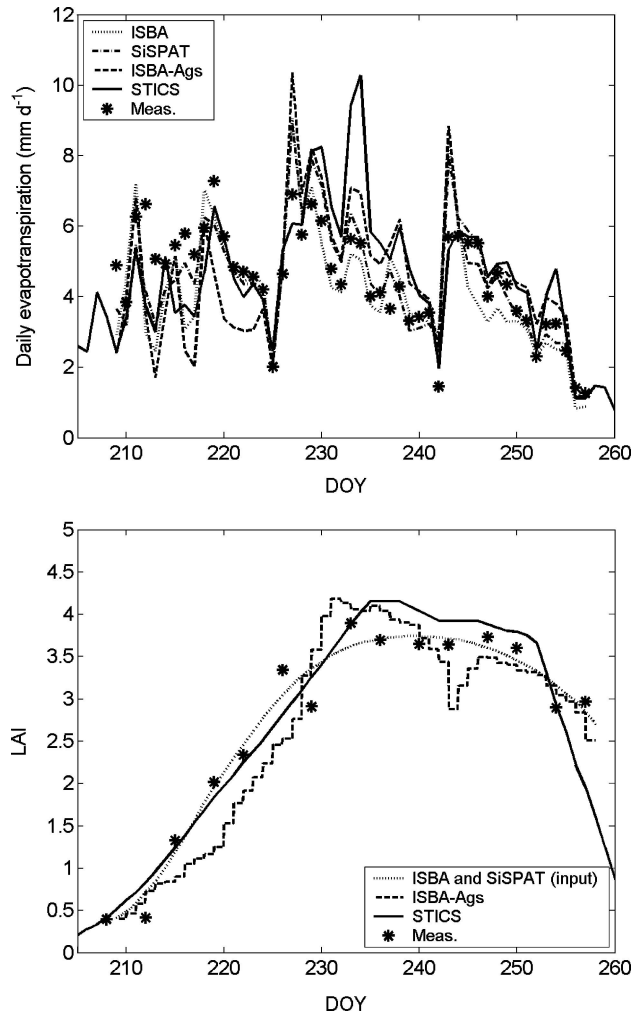 12
10
8
6
4
2
0
Daily evapotranspiration (mm d-1)
ISBA
SiSPAT
ISBA-Ags
STICS
Meas.
210 220 230 240 250 260
DOY
5
4.5
4
3.5
3
2.5
2
1.5
1
0.5
0
LAI
ISBA and SiSPAT (input)
ISBA-Ags
STICS
Meas.
210 220 230 240 250 260
DOY